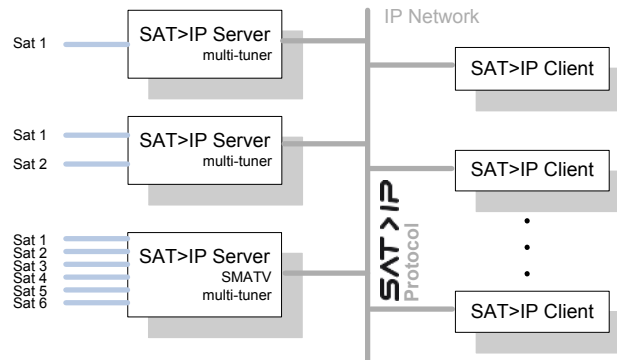 IP Network
Sat 1
SAT>IP Server
multi-tuner
SAT>IP Client
Sat 1
Sat 2
SAT>IP Server
multi-tuner
SAT>IP Client
SAT>IP
Protocol
Sat 1
Sat 2
Sat 3
Sat 4
Sat 5
Sat 6
SAT>IP Server
SMATV
multi-tuner
SAT>IP Client